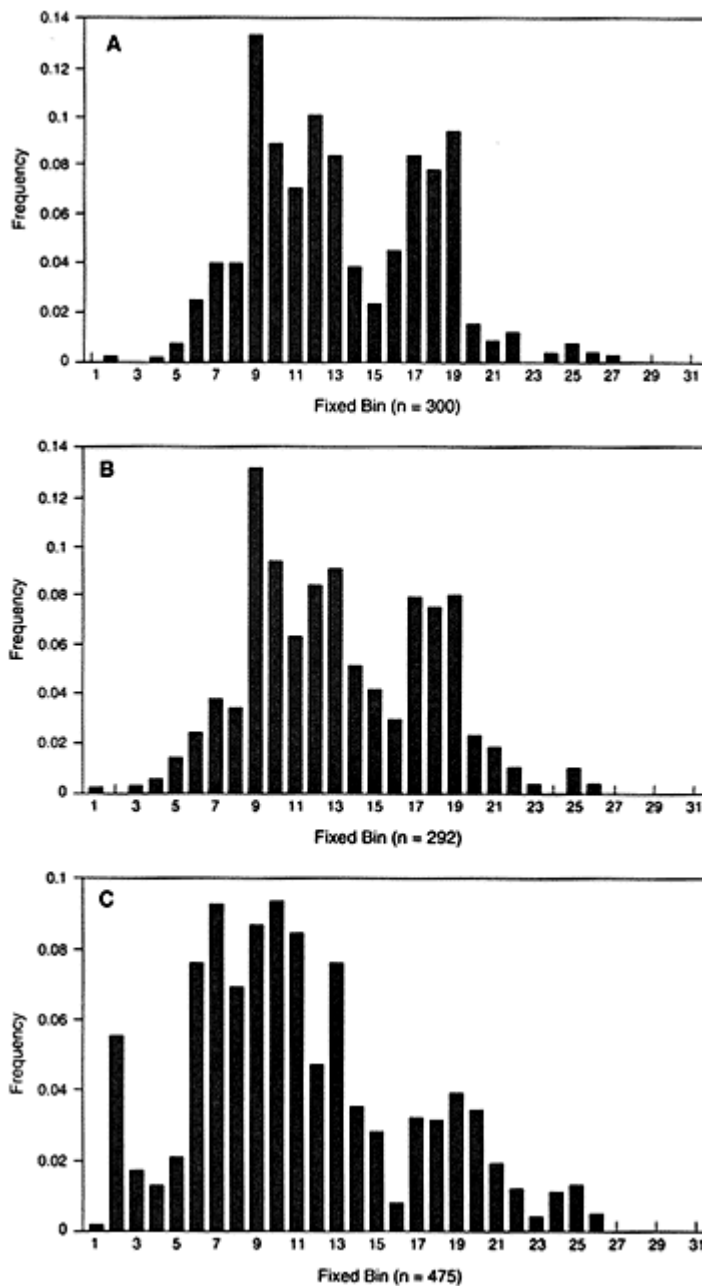 A
0.14
0.12
0.1
0.08
0.06
0.04
0.02
0
Frequency
1 3 5 7 9 11 13 15 17 19 21 23 25 27 29 31
Fixed Bin (n = 300)
B
0.14
0.12
0.1
0.08
0.06
0.04
0.02
0
Frequency
1 3 5 7 9 11 13 15 17 19 21 23 25 27 29 31
Fixed Bin (n = 292)
C
0.1
0.08
0.06
0.04
0.02
0
Frequency
1 3 5 7 9 11 13 15 17 19 21 23 25 27 29 31
Fixed Bin (n = 475)